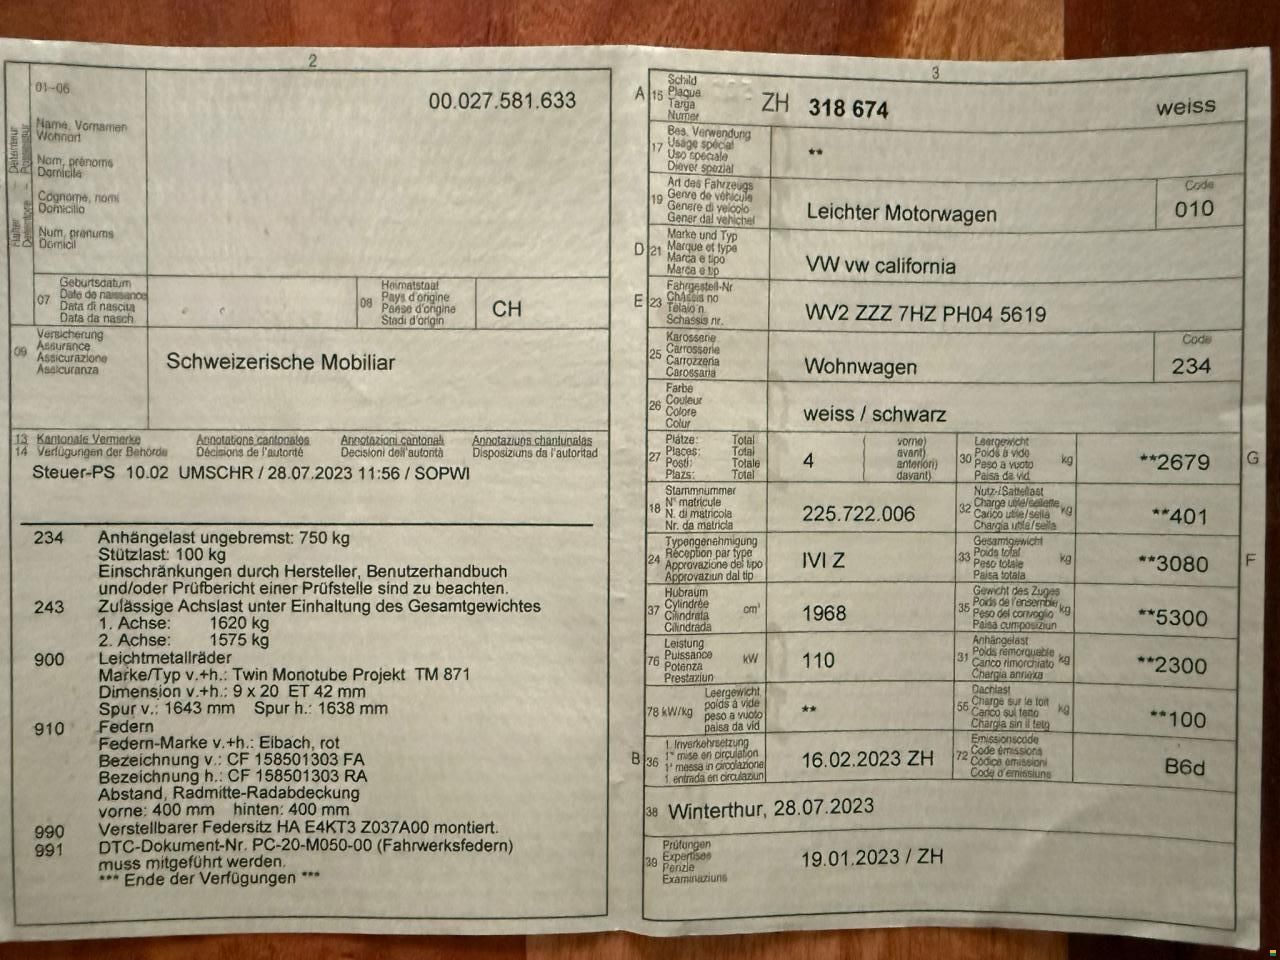 2
01-06
00.027.581.633
Halter - Détenteur
Detentore - Possessur
Name, Vornamen
Wohnort
Nom, prénoms
Domicile
Cognome, nomi
Domicilio
Num, prenums
Domicil
07
Geburtsdatum
Date de naissance
Data di nascita
Data da nasch.
08
Heimatstaat
Pays d'origine
Paese d'origine
Stadi d'origin
CH
09
Versicherung
Assurance
Assicurazione
Assicuranza
Schweizerische Mobiliar
13 Kantonale Vermerke Annotations cantonales Annotazioni cantonali Annotaziuns chantunalas
14 Verfügungen der Behörde Décisions de l'autorité Decisioni dell'autorità Disposiziuns da l'autoritad
Steuer-PS 10.02 UMSCHR / 28.07.2023 11:56 / SOPWI
234 Anhängelast ungebremst: 750 kg
Stützlast: 100 kg
Einschränkungen durch Hersteller, Benutzerhandbuch
und/oder Prüfbericht einer Prüfstelle sind zu beachten.
243 Zulässige Achslast unter Einhaltung des Gesamtgewichtes
1. Achse: 1620 kg
2. Achse: 1575 kg
900 Leichtmetallräder
Marke/Typ v.+h.: Twin Monotube Projekt TM 871
Dimension v.+h.: 9 x 20 ET 42 mm
Spur v.: 1643 mm Spur h.: 1638 mm
910 Federn
Federn-Marke v.+h.: Eibach, rot
Bezeichnung v.: CF 158501303 FA
Bezeichnung h.: CF 158501303 RA
Abstand, Radmitte-Radabdeckung
vorne: 400 mm hinten: 400 mm
990 Verstellbarer Federsitz HA E4KT3 Z037A00 montiert.
991 DTC-Dokument-Nr. PC-20-M050-00 (Fahrwerksfedern)
muss mitgeführt werden.
*** Ende der Verfügungen ***
3
A 15
Schild
Plaque
Targa
Numer
ZH 318 674 weiss
17
Bes. Verwendung
Usage spécial
Uso speciale
Diever spezial
**
19
Art des Fahrzeugs
Genre de véhicule
Genere di veicolo
Gener dal vehichel
Leichter Motorwagen
Code
010
D 21
Marke und Typ
Marque et type
Marca e tipo
Marca e tip
VW vw california
E 23
Fahrgestell-Nr.
Châssis no
Telaio n.
Schassis nr.
WV2 ZZZ 7HZ PH04 5619
25
Karosserie
Carrosserie
Carrozzeria
Carossaria
Wohnwagen
Code
234
26
Farbe
Couleur
Colore
Colur
weiss / schwarz
27
Plätze: Total
Places: Total
Posti: Totale
Plazs: Total
4
( vorne)
( avant)
( anteriori)
( davant)
30
Leergewicht
Poids à vide
Peso a vuoto
Paisa da vid
kg
**2679
G
18
Stammnummer
N° matricule
N. di matricola
Nr. da matricla
225.722.006
32
Nutz-/Sattellast
Charge utile/sellette
Carico utile/sella
Chargia utila/sella
kg
**401
24
Typengenehmigung
Réception par type
Approvazione del tipo
Approvaziun dal tip
IVI Z
33
Gesamtgewicht
Poids total
Peso totale
Paisa totala
kg
**3080
F
37
Hubraum
Cylindrée
Cilindrata
Cilindrada
cm³
1968
35
Gewicht des Zuges
Poids de l'ensemble
Peso del convoglio
Paisa cumposiziun
kg
**5300
76
Leistung
Puissance
Potenza
Prestaziun
kW
110
31
Anhängelast
Poids remorquable
Carico rimorchiato
Chargia annexa
kg
**2300
78 kW/kg
Leergewicht
poids à vide
peso a vuoto
paisa da vid
**
55
Dachlast
Charge sur le toit
Carico sul tetto
Chargia sin il tetg
kg
**100
B 36
1. Inverkehrsetzung
1re mise en circulation
1a messa in circolazione
1. entrada en circulaziun
16.02.2023 ZH
72
Emissionscode
Code émissions
Codice emissioni
Code d'emissiuns
B6d
38 Winterthur, 28.07.2023
39
Prüfungen
Expertises
Perizie
Examinaziuns
19.01.2023 / ZH